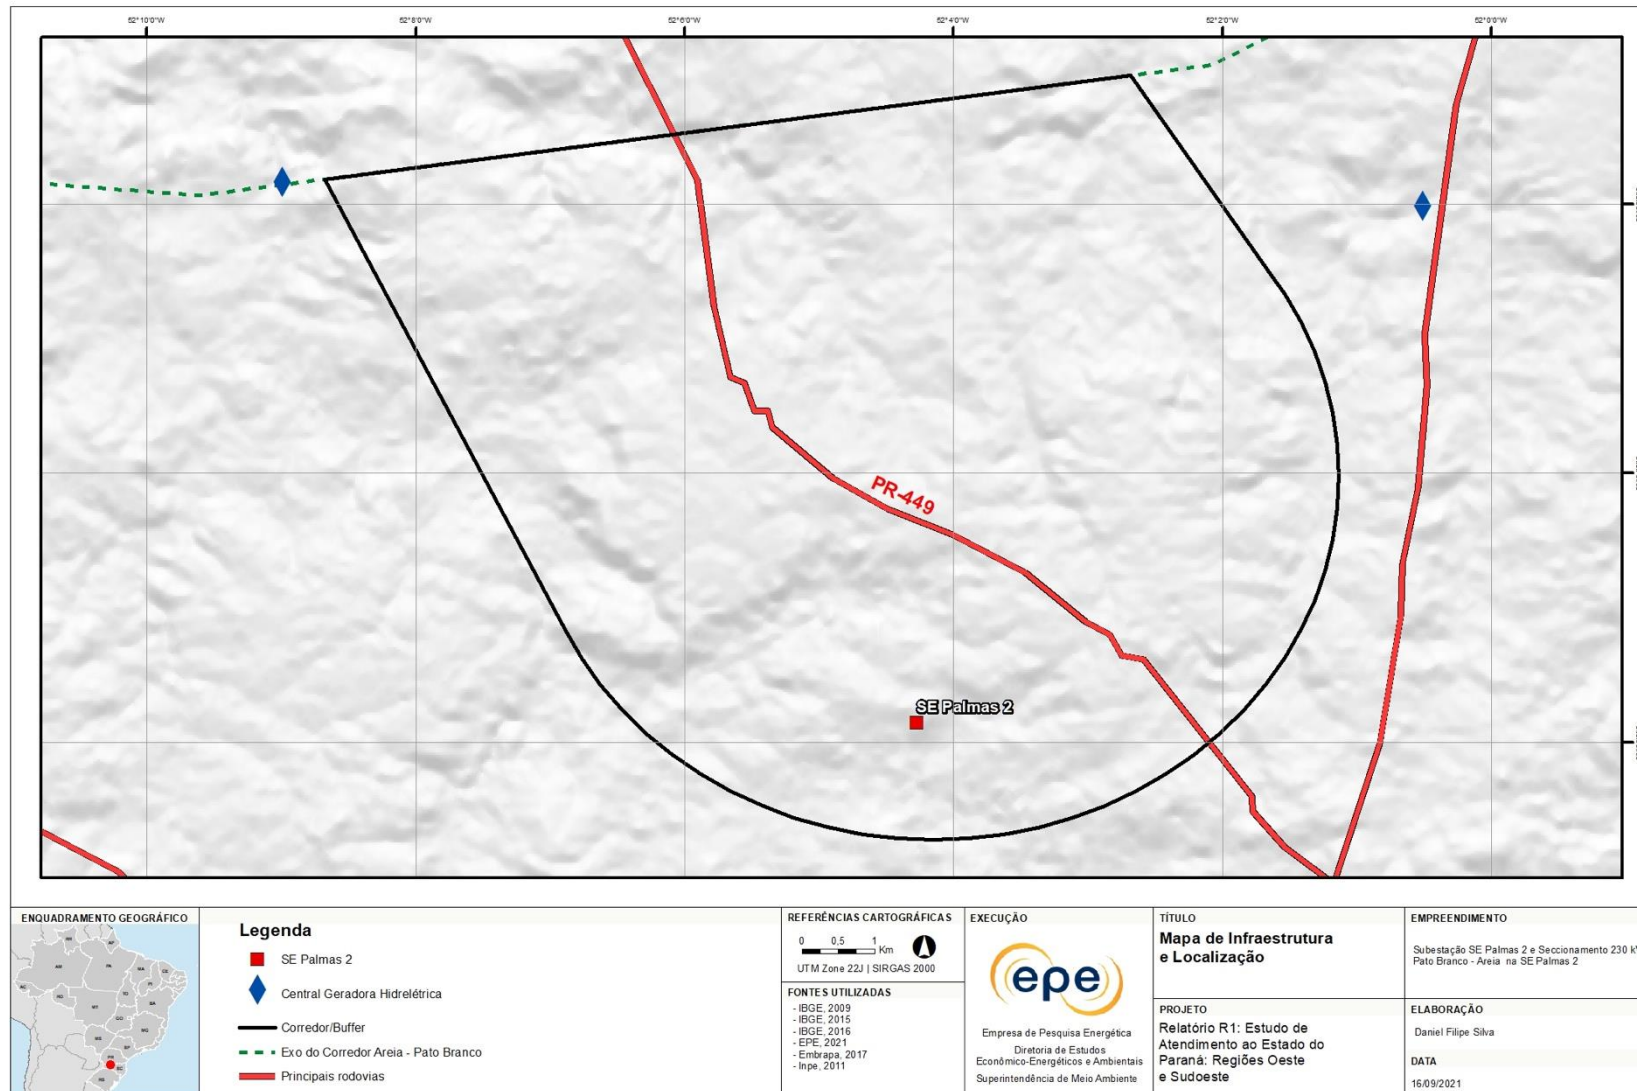 52°10'0"W 52°8'0"W 52°6'0"W 52°4'0"W 52°2'0"W 52°0'0"W
PR-449
SE Palmas 2
ENQUADRAMENTO GEOGRÁFICO
Legenda
SE Palmas 2
Central Geradora Hidrelétrica
Corredor/Buffer
Exo do Corredor Areia - Pato Branco
Principais rodovias
REFERÊNCIAS CARTOGRÁFICAS
0 0,5 1
Km
UTM Zone 22J | SIRGAS 2000
FONTES UTILIZADAS
- IBGE, 2009
- IBGE, 2015
- IBGE, 2016
- EPE, 2021
- Embrapa, 2017
- Inpe, 2011
EXECUÇÃO
epe
Empresa de Pesquisa Energética
Diretoria de Estudos
Econômico-Energéticos e Ambientais
Superintendência de Meio Ambiente
TÍTULO
Mapa de Infraestrutura
e Localização
PROJETO
Relatório R1: Estudo de
Atendimento ao Estado do
Paraná: Regiões Oeste
e Sudoeste
EMPREENDIMENTO
Subestação SE Palmas 2 e Seccionamento 230 kV
Pato Branco - Areia na SE Palmas 2
ELABORAÇÃO
Daniel Filipe Silva
DATA
16/09/2021